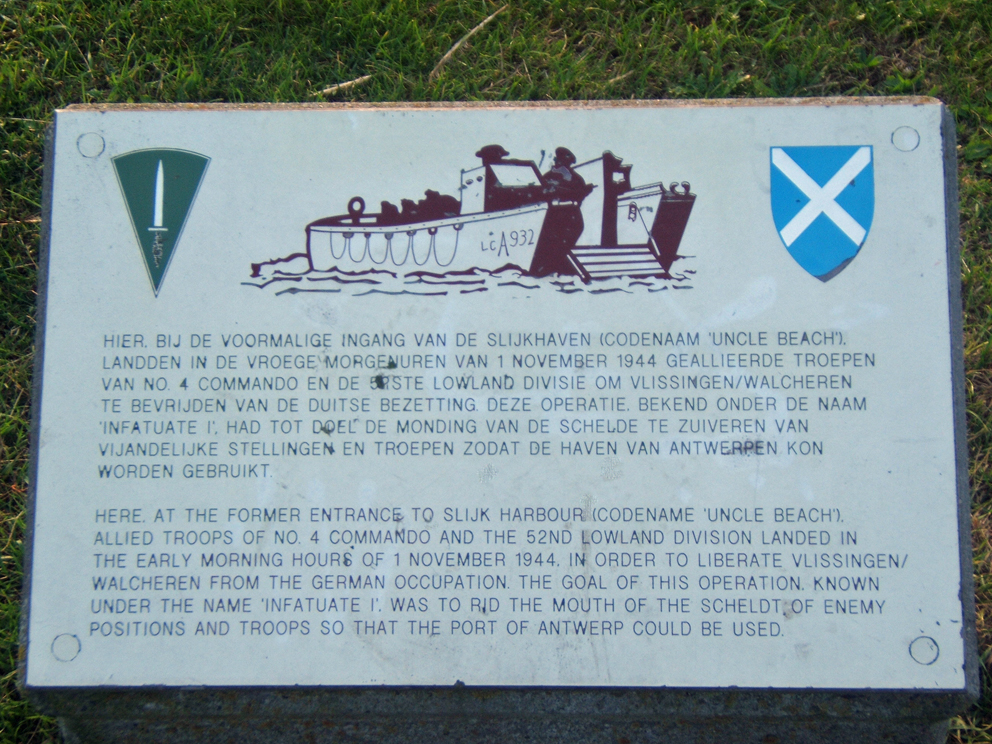 LCA932
HIER, BIJ DE VOORMALIGE INGANG VAN DE SLIJKHAVEN (CODENAAM 'UNCLE BEACH'),
LANDDEN IN DE VROEGE MORGENUREN VAN 1 NOVEMBER 1944 GEALLIEERDE TROEPEN
VAN NO. 4 COMMANDO EN DE LOWLAND DIVISIE OM VLISSINGEN/WALCHEREN
TE BEVRIJDEN VAN DE DUITSE BEZETTING. DEZE OPERATIE, BEKEND ONDER DE NAAM
'INFATUATE I', HAD TOT DOEL DE MONDING VAN DE SCHELDE TE ZUIVEREN VAN
VIJANDELIJKE STELLINGEN EN TROEPEN ZODAT DE HAVEN VAN ANTWERPEN KON
WORDEN GEBRUIKT.
HERE, AT THE FORMER ENTRANCE TO SLIJK HARBOUR (CODENAME 'UNCLE BEACH'),
ALLIED TROOPS OF NO. 4 COMMANDO AND THE 52ND LOWLAND DIVISION LANDED IN
THE EARLY MORNING HOURS OF 1 NOVEMBER 1944, IN ORDER TO LIBERATE VLISSINGEN/
WALCHEREN FROM THE GERMAN OCCUPATION. THE GOAL OF THIS OPERATION, KNOWN
UNDER THE NAME 'INFATUATE I', WAS TO RID THE MOUTH OF THE SCHELDT, OF ENEMY
POSITIONS AND TROOPS SO THAT THE PORT OF ANTWERP COULD BE USED.